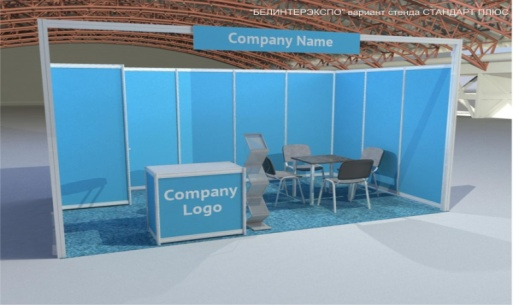 "БЕЛИНТЕРЭКСПО" вариант стенда СТАНДАРТ ПЛЮС
Company Name
Company
Logo